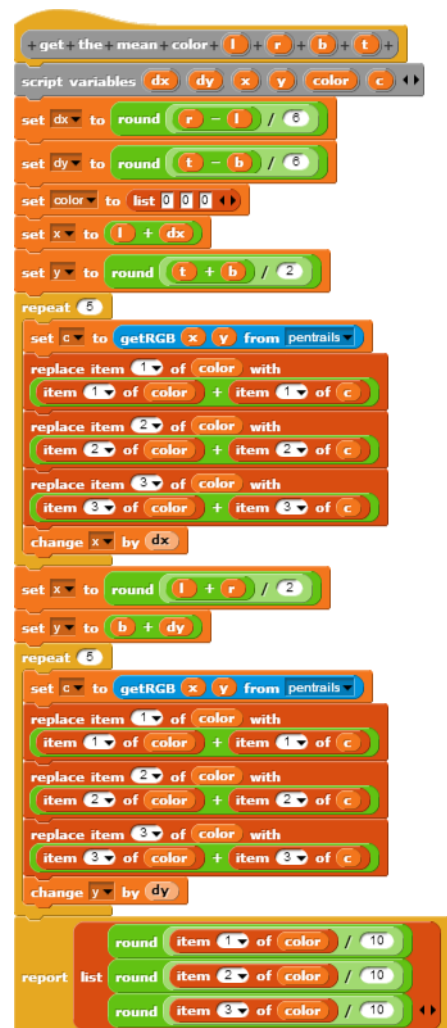 + get + the + mean + color + l + r + b + t +
script variables dx dy x y color c
set dx to round r - l / 6
set dy to round t - b / 6
set color to list 0 0 0
set x to l + dx
set y to round t + b / 2
repeat 5
set c to getRGB x y from pentrails
replace item 1 of color with
item 1 of color + item 1 of c
replace item 2 of color with
item 2 of color + item 2 of c
replace item 3 of color with
item 3 of color + item 3 of c
change x by dx
set x to round l + r / 2
set y to b + dy
repeat 5
set c to getRGB x y from pentrails
replace item 1 of color with
item 1 of color + item 1 of c
replace item 2 of color with
item 2 of color + item 2 of c
replace item 3 of color with
item 3 of color + item 3 of c
change y by dy
round item 1 of color / 10
report list round item 2 of color / 10
round item 3 of color / 10